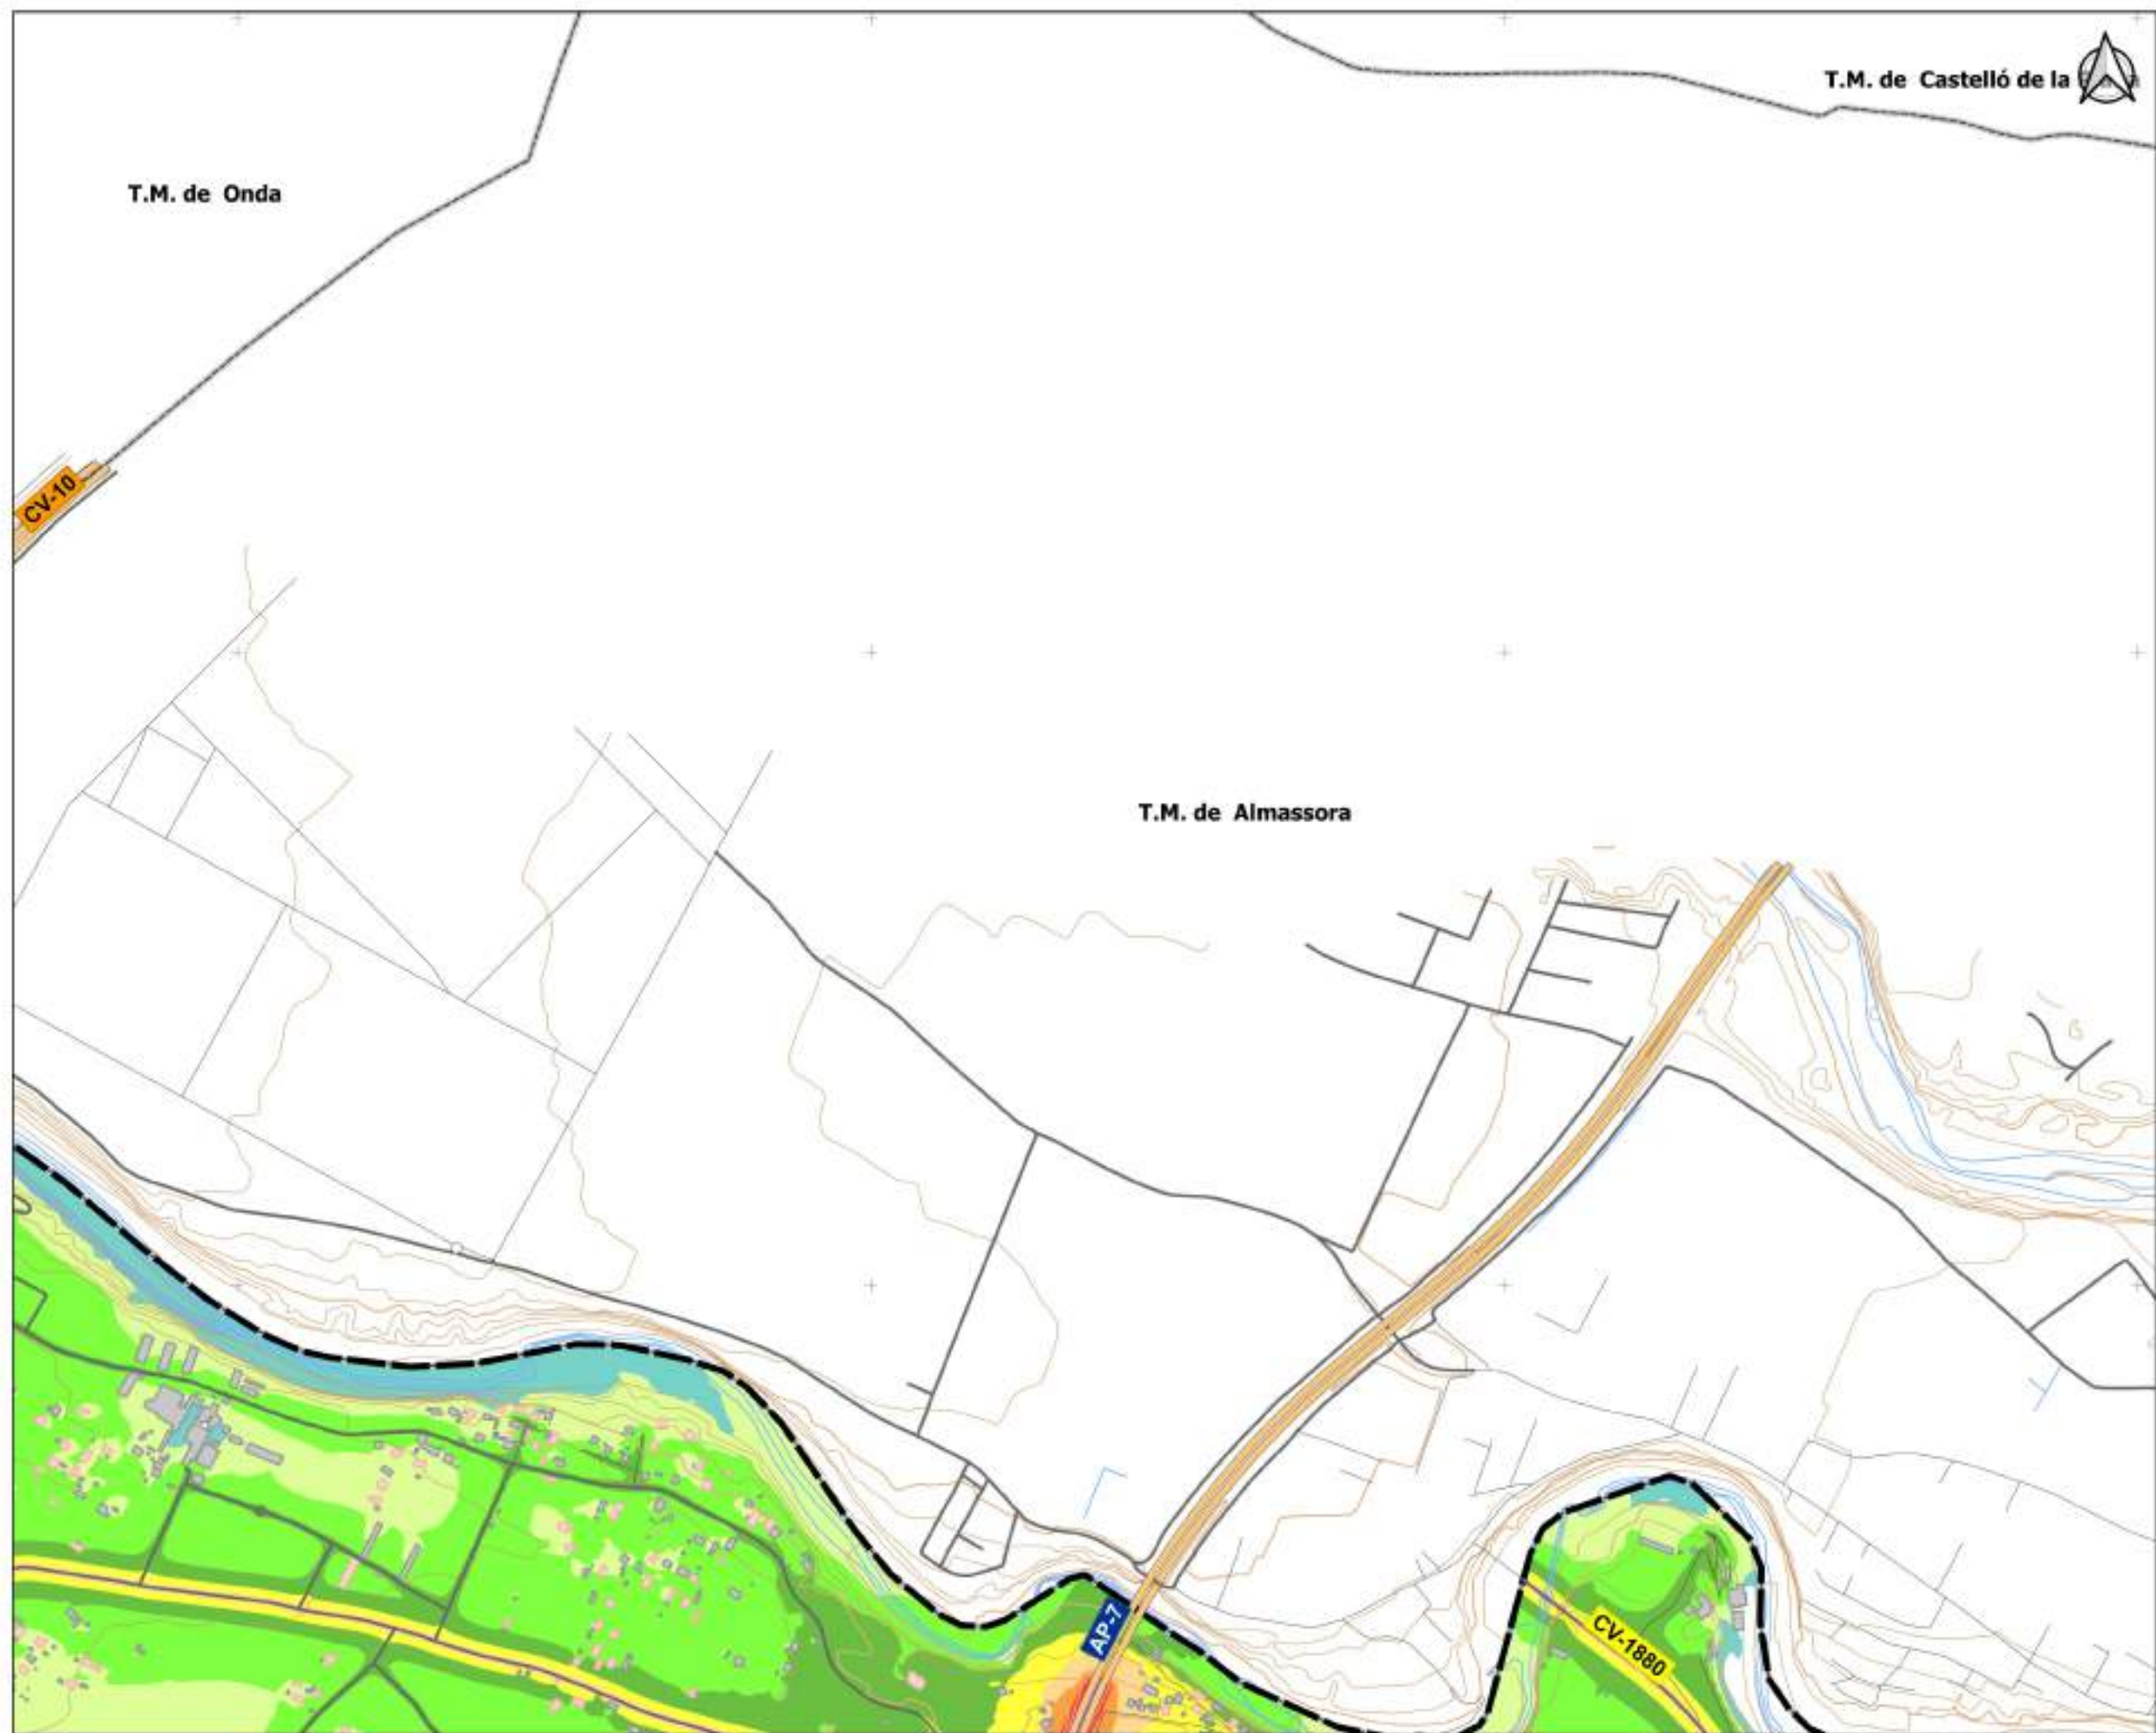 T.M. de Castelló de la
T.M. de Onda
CV-10
T.M. de Almassora
AP-7
CV-1880